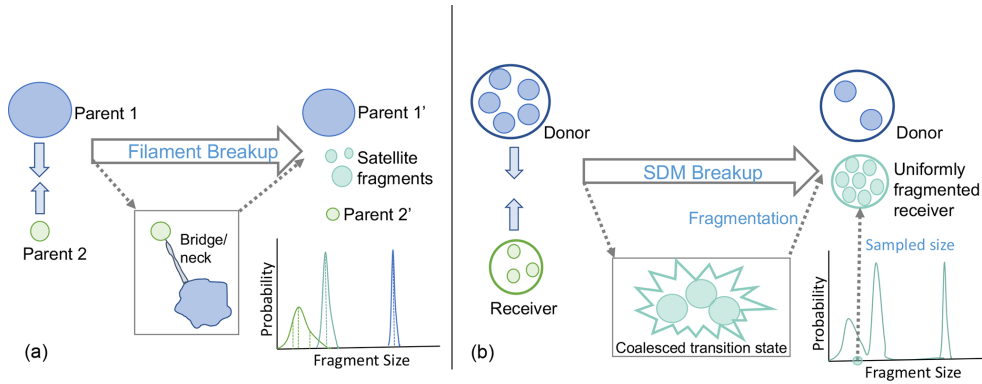 Parent 1
Filament Breakup
Parent 1’
Satellite
fragments
Parent 2’
Parent 2
Bridge/
neck
Probability
Fragment Size
(a)
Donor
SDM Breakup
Donor
Uniformly
fragmented
receiver
Fragmentation
Sampled size
Receiver
Coalesced transition state
Probability
Fragment Size
(b)